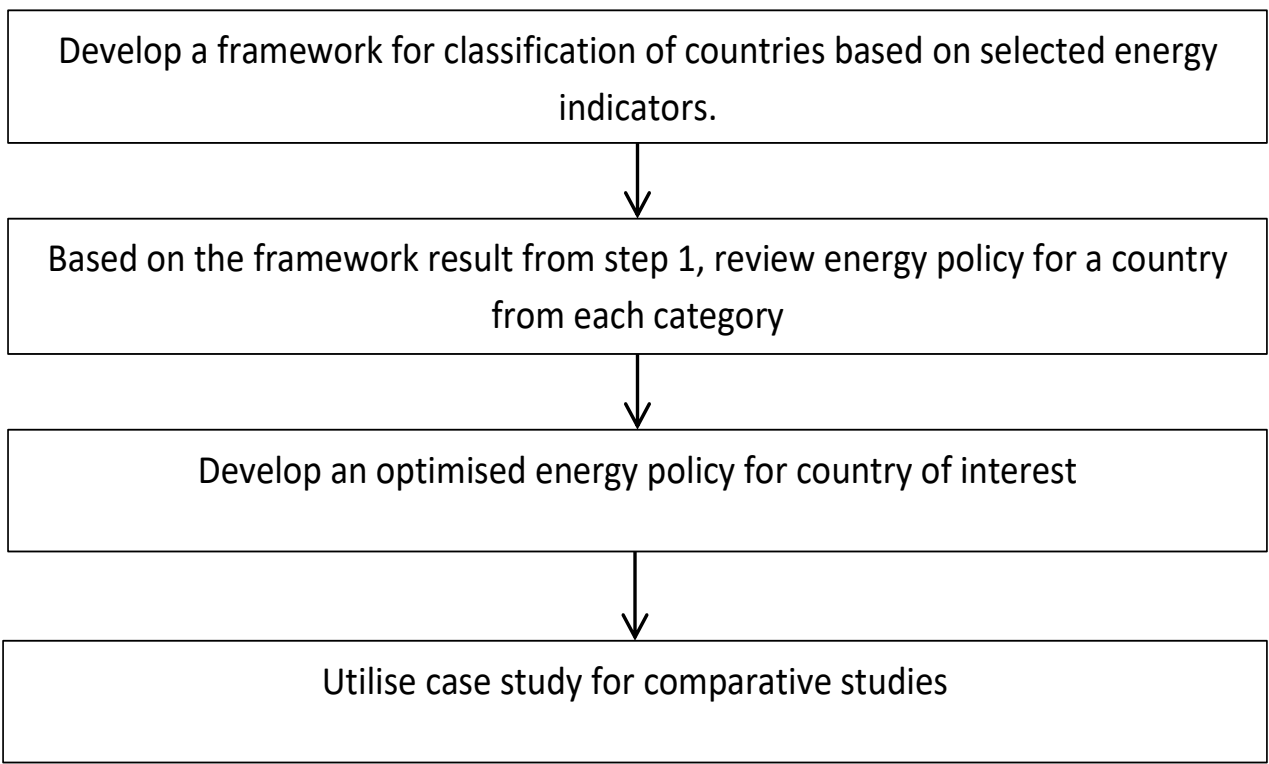 Develop a framework for classification of countries based on selected energy
indicators.
Based on the framework result from step 1, review energy policy for a country
from each category
Develop an optimised energy policy for country of interest
Utilise case study for comparative studies